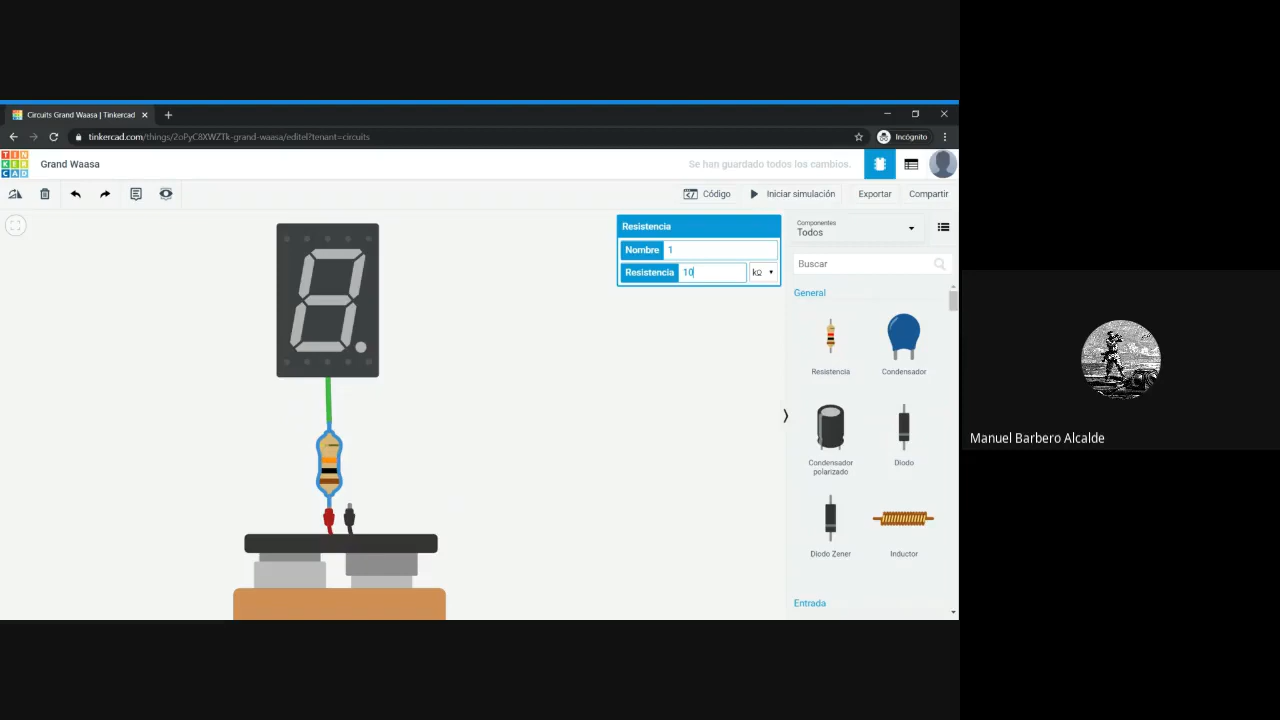 Circuits Grand Waasa | Tinkercad
tinkercad.com/things/2oPyC8XWZTk-grand-waasa/editel?tenant=circuits
Incógnito
TIN
KER
CAD
Grand Waasa
Se han guardado todos los cambios.
Código
Iniciar simulación
Exportar
Compartir
Resistencia
Nombre 1
Resistencia 10 kΩ
Componentes
Todos
Buscar
General
Resistencia
Condensador
Condensador
polarizado
Diodo
Diodo Zener
Inductor
Entrada
Manuel Barbero Alcalde